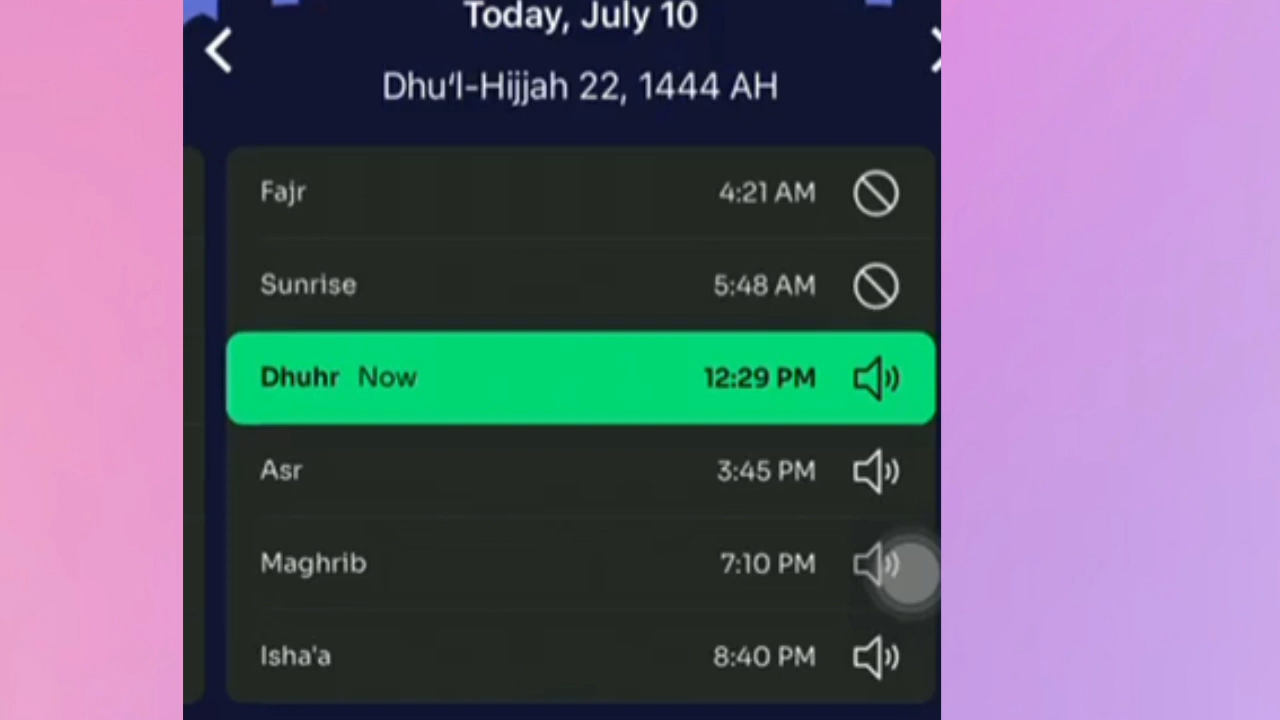 Today, July 10
Dhuʻl-Hijjah 22, 1444 AH
Fajr 4:21 AM
Sunrise 5:48 AM
Dhuhr Now 12:29 PM
Asr 3:45 PM
Maghrib 7:10 PM
Isha'a 8:40 PM